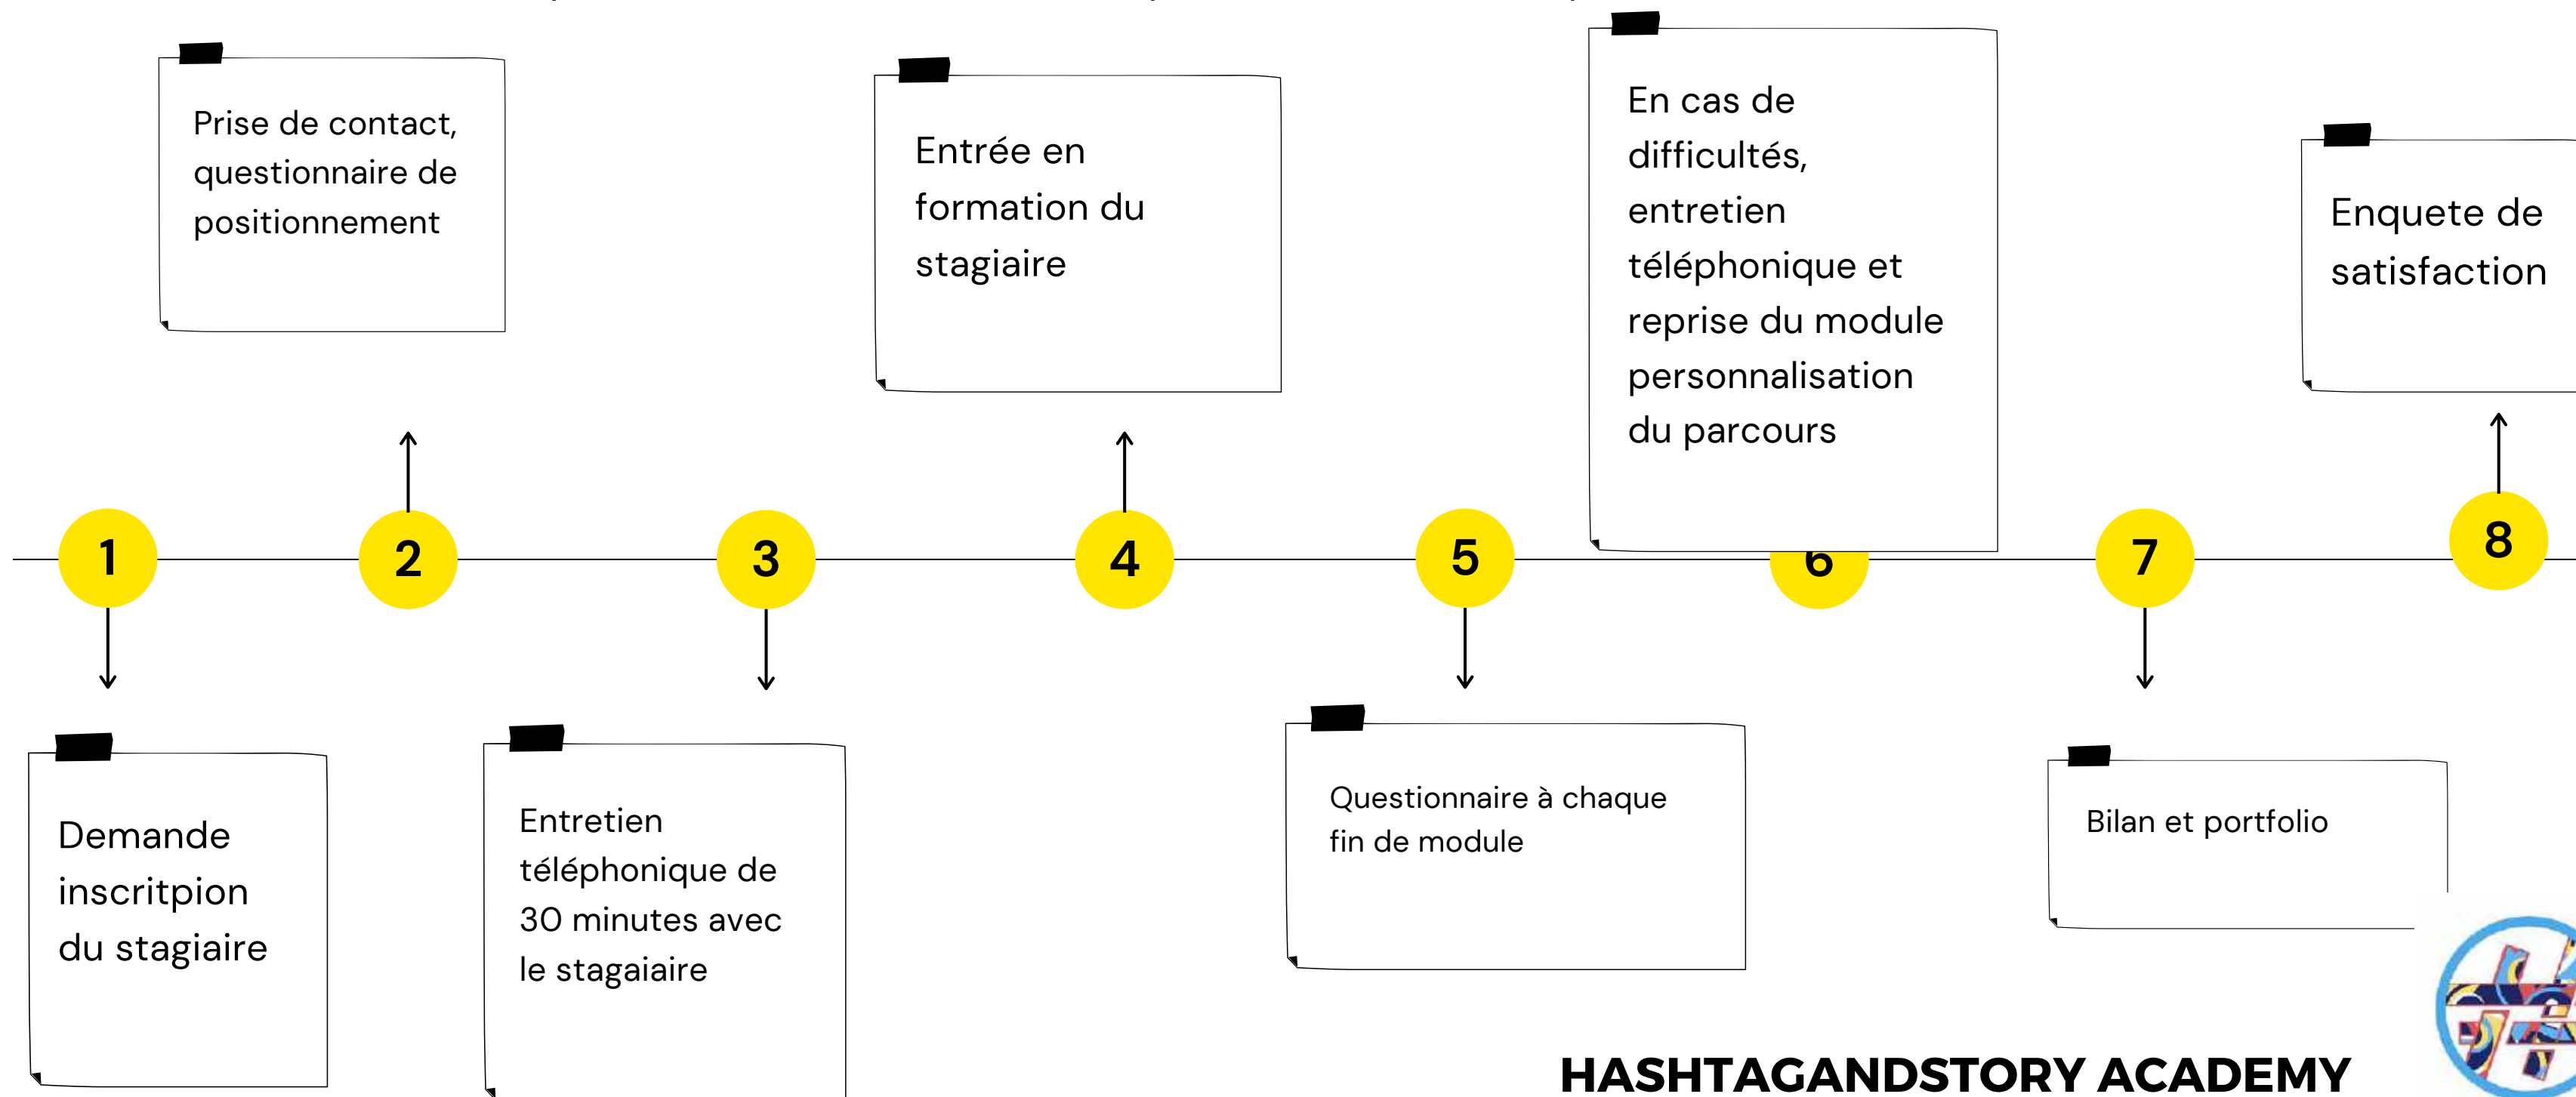 Prise de contact,
questionnaire de
positionnement
Entrée en
formation du
stagiaire
En cas de
difficultés,
entretien
téléphonique et
reprise du module
personnalisation
du parcours
Enquete de
satisfaction
1
2
3
4
5
6
7
8
Demande
inscritpion
du stagiaire
Entretien
téléphonique de
30 minutes avec
le stagaiaire
Questionnaire à chaque
fin de module
Bilan et portfolio
HASHTAGANDSTORY ACADEMY